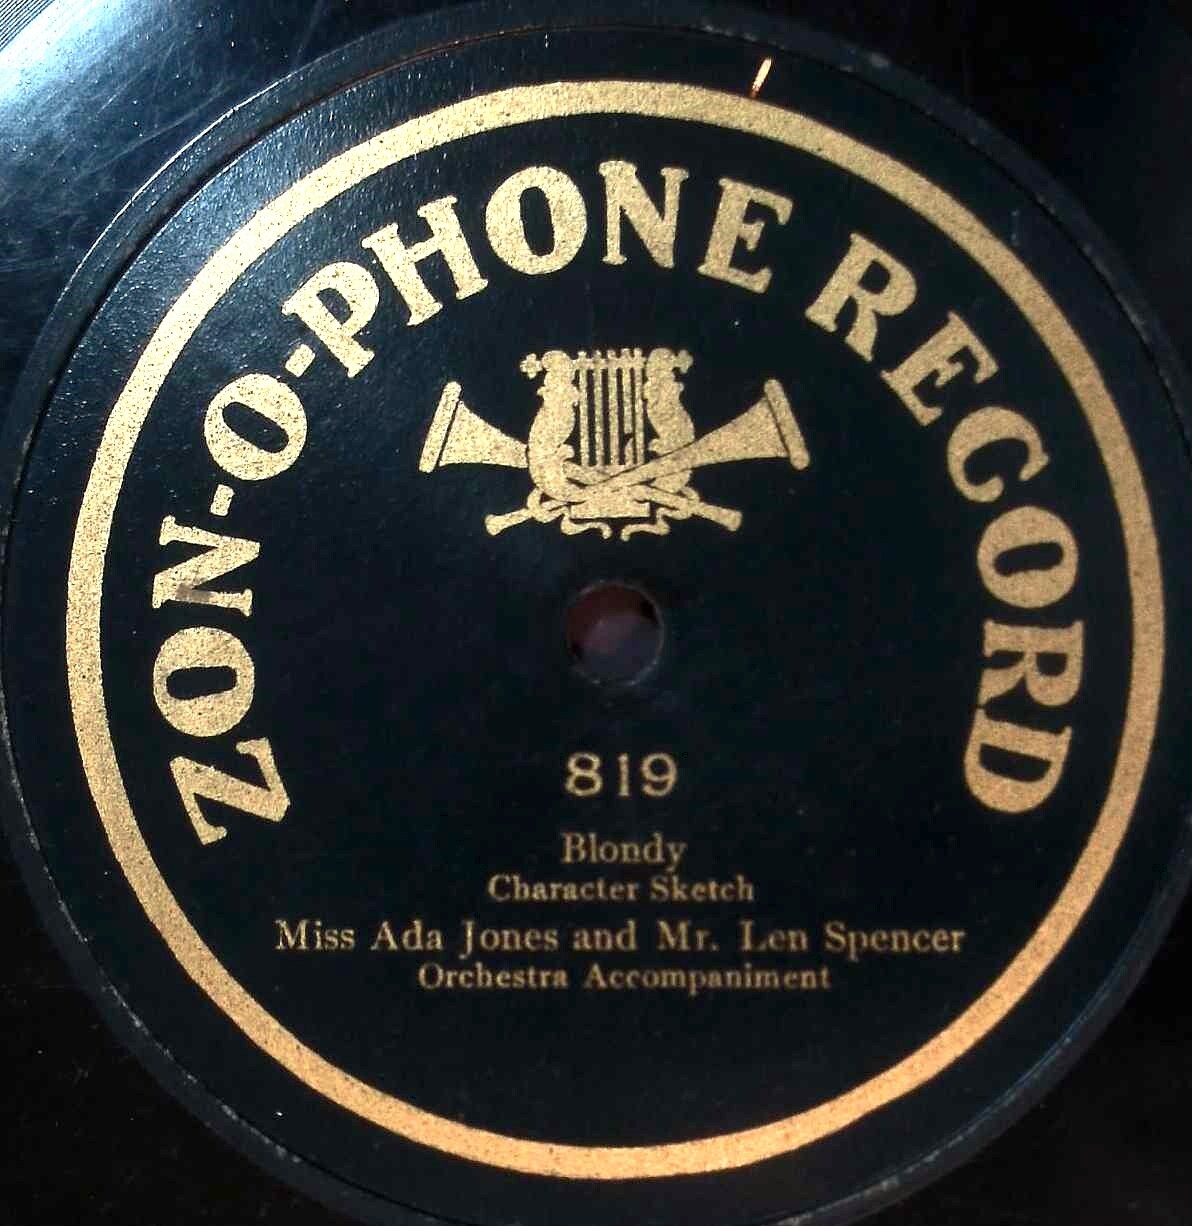 ZON-O-PHONE RECORD
819
Blondy
Character Sketch
Miss Ada Jones and Mr. Len Spencer
Orchestra Accompaniment